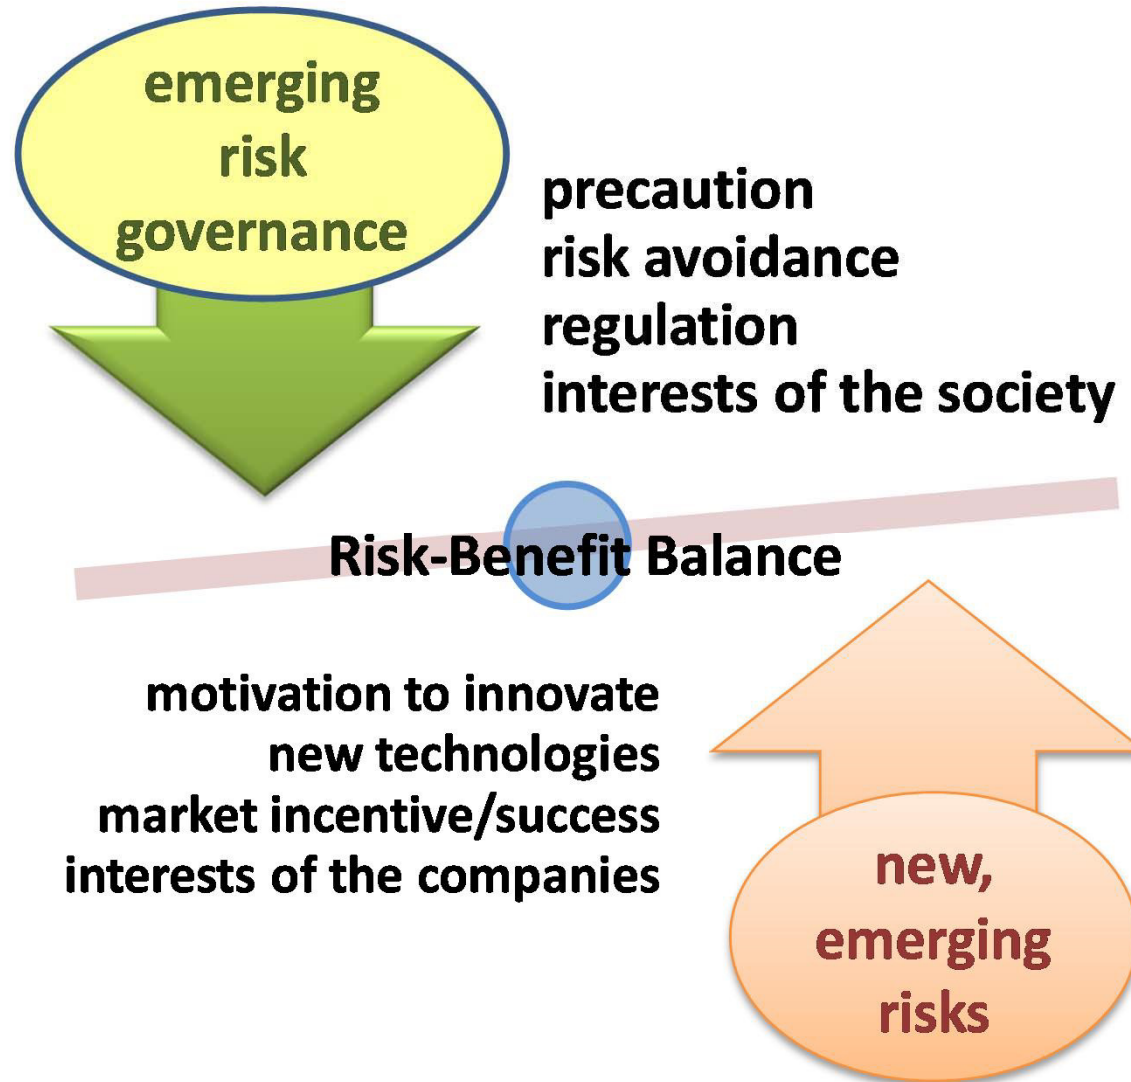 emerging
risk
governance
precaution
risk avoidance
regulation
interests of the society
Risk-Benefit Balance
motivation to innovate
new technologies
market incentive/success
interests of the companies
new,
emerging
risks